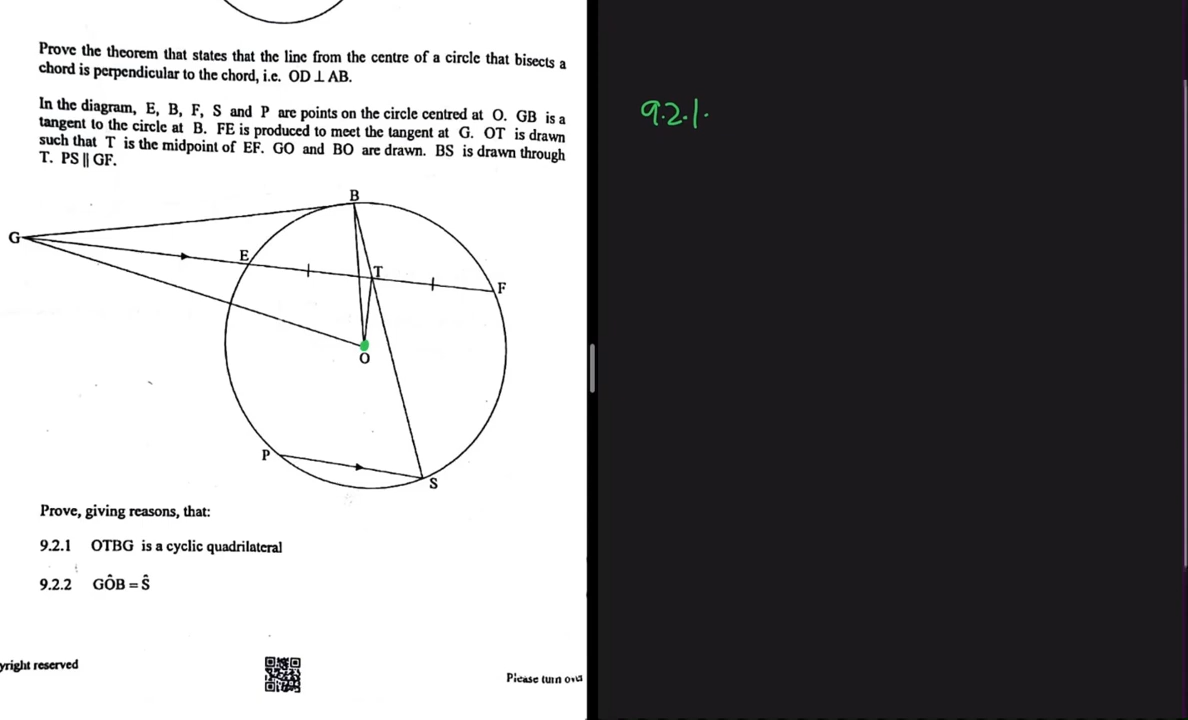 Prove the theorem that states that the line from the centre of a circle that bisects a
chord is perpendicular to the chord, i.e. OD ⊥ AB.
In the diagram, E, B, F, S and P are points on the circle centred at O. GB is a
tangent to the circle at B. FE is produced to meet the tangent at G. OT is drawn
such that T is the midpoint of EF. GO and BO are drawn. BS is drawn through
T. PS || GF.
9.2.1.
B
G
E
T
F
O
P
S
Prove, giving reasons, that:
9.2.1 OTBG is a cyclic quadrilateral
9.2.2 GÔB = Ŝ
yright reserved
Please turn ove